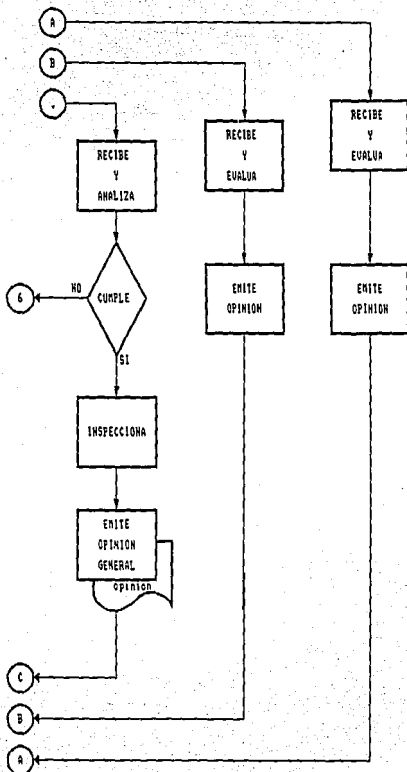 A
B
RECIBE
Y
ANALIZA
RECIBE
Y
EVALUA
RECIBE
Y
EVALUA
NO
6
CUMPLE
SI
EMITE
OPINION
EMITE
OPINION
INSPECCIONA
EMITE
OPINION
GENERAL
opinion
C
B
A